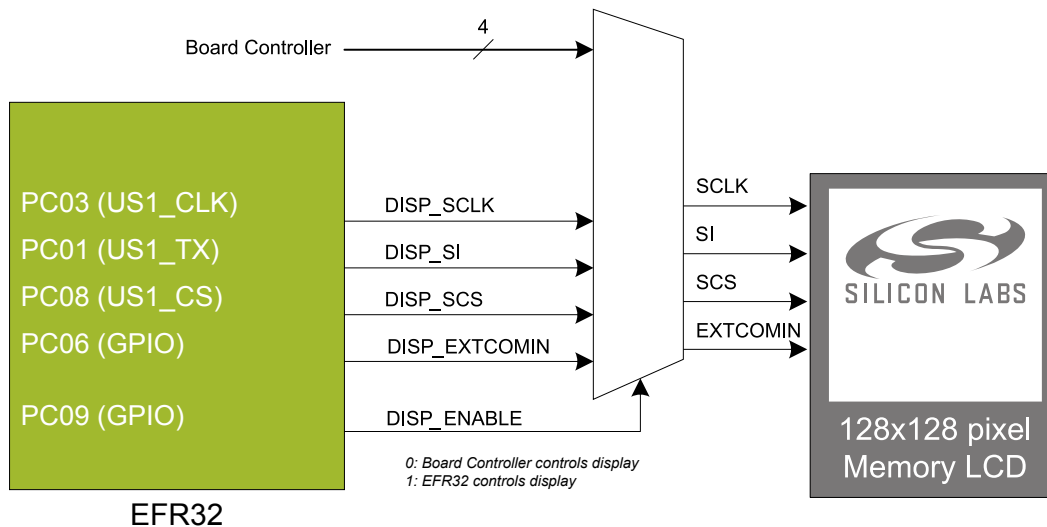 Board Controller
4
PC03 (US1_CLK)
PC01 (US1_TX)
PC08 (US1_CS)
PC06 (GPIO)
PC09 (GPIO)
EFR32
DISP_SCLK
DISP_SI
DISP_SCS
DISP_EXTCOMIN
DISP_ENABLE
0: Board Controller controls display
1: EFR32 controls display
SCLK
SI
SCS
EXTCOMIN
SILICON LABS
128x128 pixel
Memory LCD